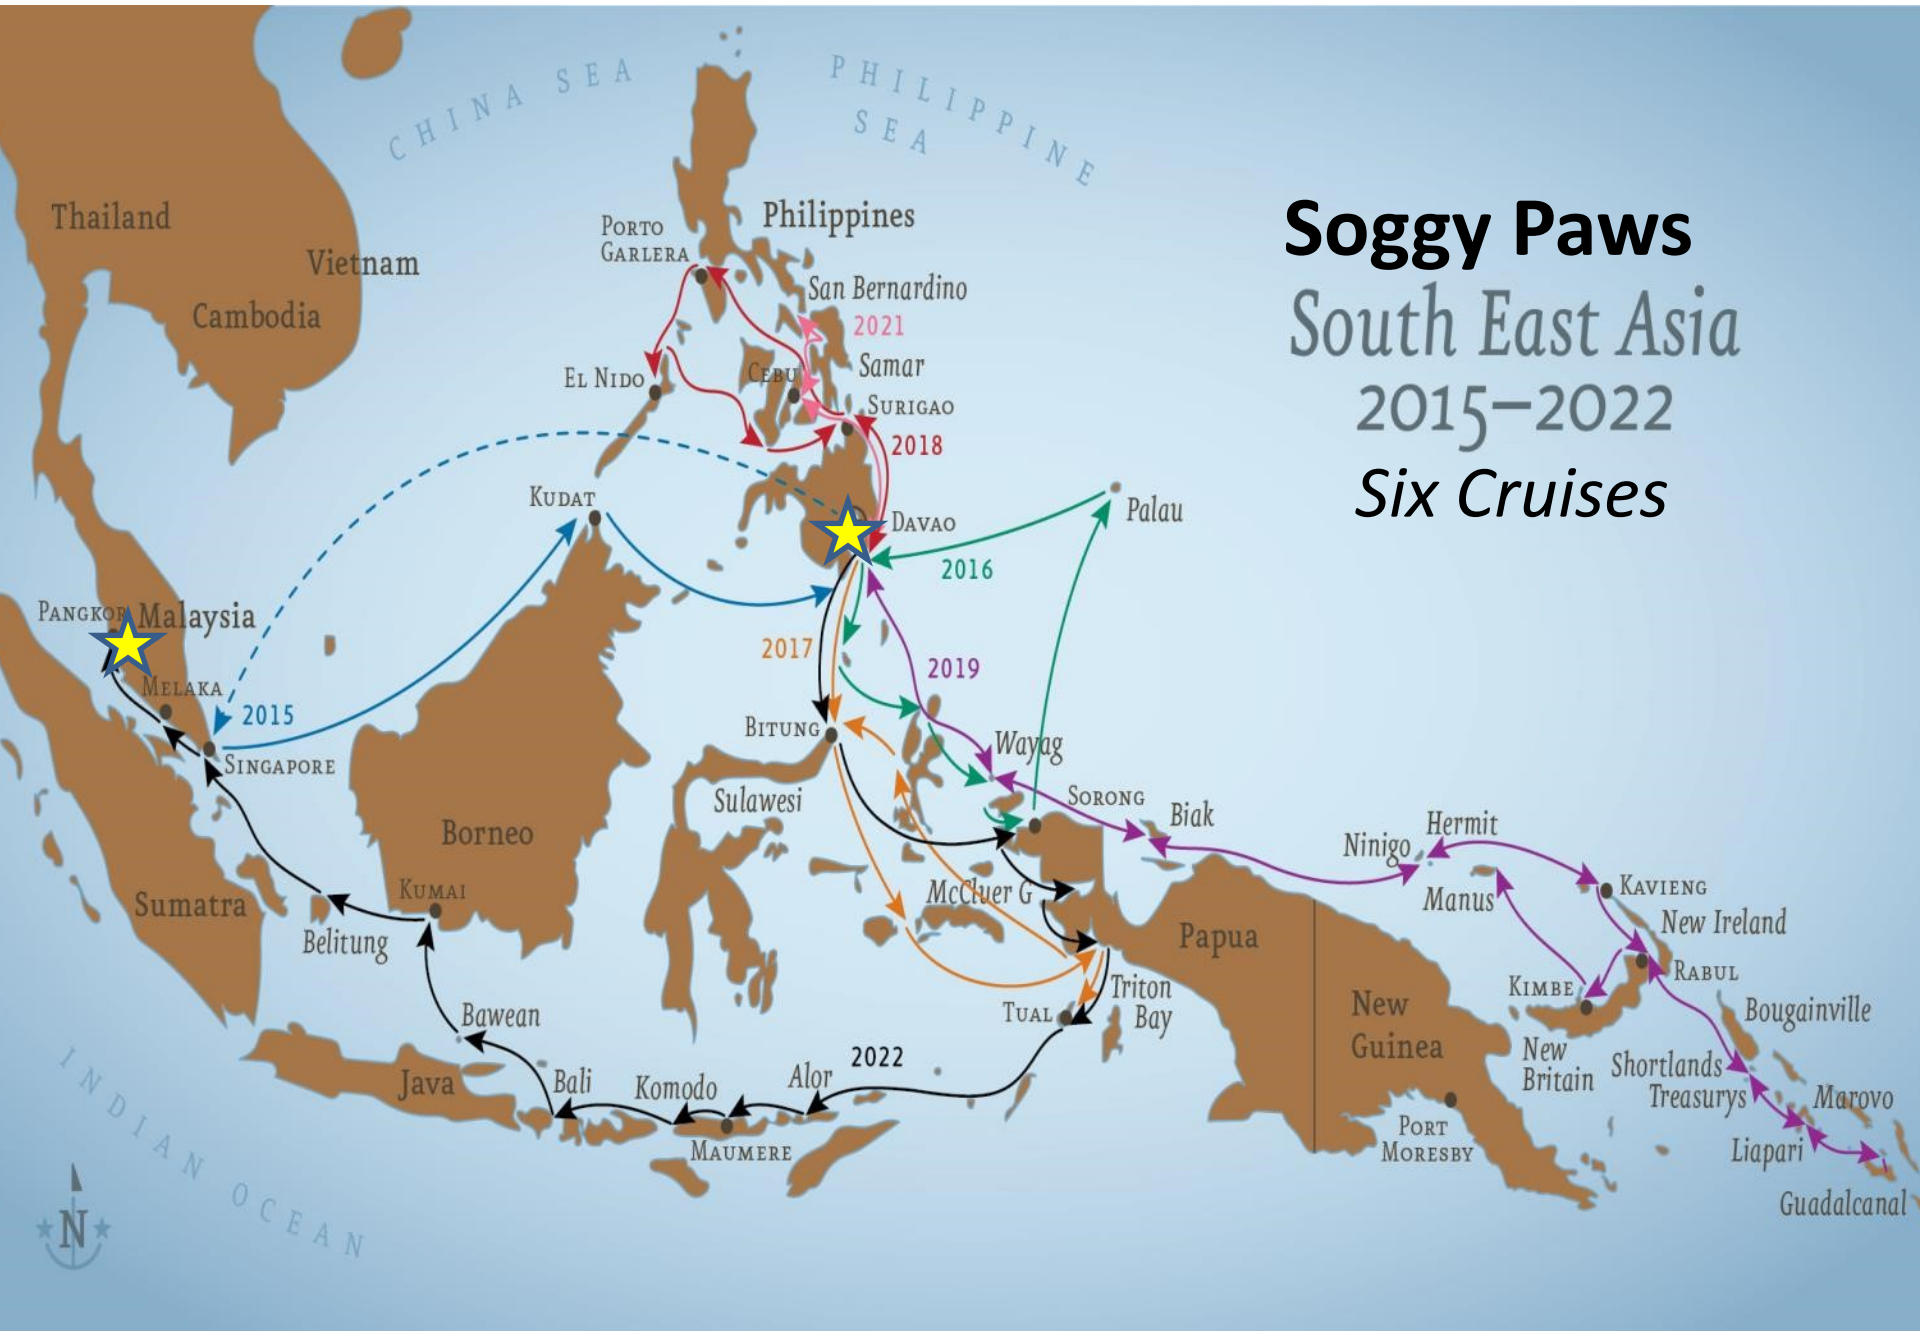 CHINA SEA
PHILIPPINE
SEA
Soggy Paws
South East Asia
2015–2022
Six Cruises
Thailand
Vietnam
Cambodia
Philippines
PORTO
GARLERA
San Bernardino
2021
Samar
EL NIDO
CEBU
SURIGAO
2018
KUDAT
DAVAO
Palau
2016
PANGKOR
Malaysia
2017
2019
MELAKA
2015
BITUNG
Wayag
SINGAPORE
Sulawesi
SORONG
Biak
Hermit
Ninigo
Borneo
KUMAI
McCluer G
Manus
KAVIENG
New Ireland
Sumatra
Belitung
Papua
RABUL
KIMBE
Triton
Bay
TUAL
Bougainville
New
Guinea
Bawean
2022
New
Britain
Shortlands
Treasurys
Java
Bali
Komodo
Alor
Marovo
MAUMERE
PORT
MORESBY
Liapari
Guadalcanal
INDIAN OCEAN
N